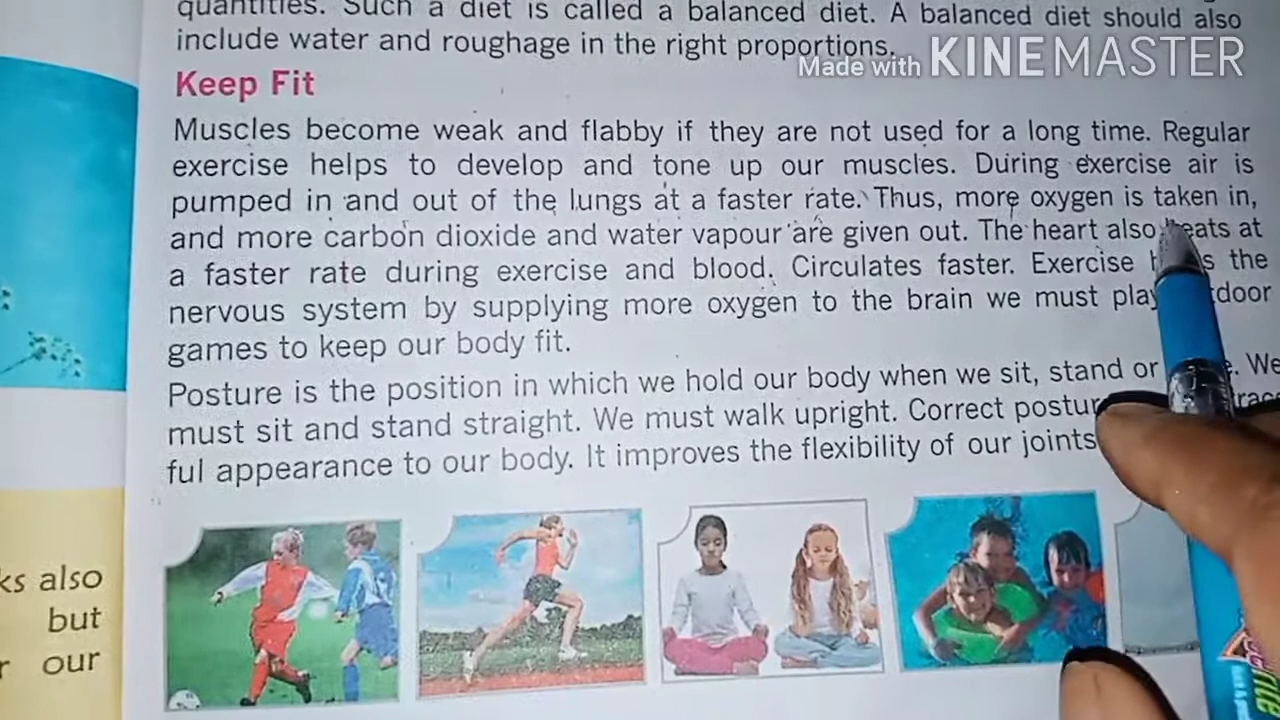 quantities. Such a diet is called a balanced diet. A balanced diet should also
include water and roughage in the right proportions.
Made with KINEMASTER
Keep Fit
Muscles become weak and flabby if they are not used for a long time. Regular
exercise helps to develop and tone up our muscles. During exercise air is
pumped in and out of the lungs at a faster rate. Thus, more oxygen is taken in,
and more carbon dioxide and water vapour are given out. The heart also beats at
a faster rate during exercise and blood. Circulates faster. Exercise the
nervous system by supplying more oxygen to the brain we must play door
games to keep our body fit.
Posture is the position in which we hold our body when we sit, stand or We
must sit and stand straight. We must walk upright. Correct
ful appearance to our body. It improves the flexibility of our joints
ks also
but
r our